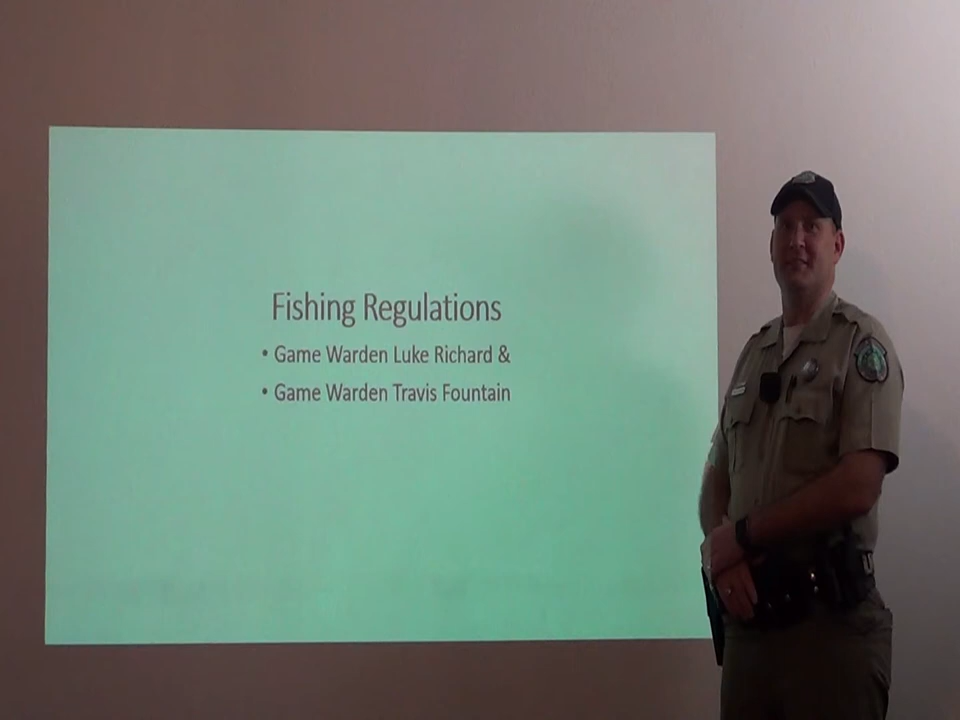 Fishing Regulations
• Game Warden Luke Richard &
• Game Warden Travis Fountain